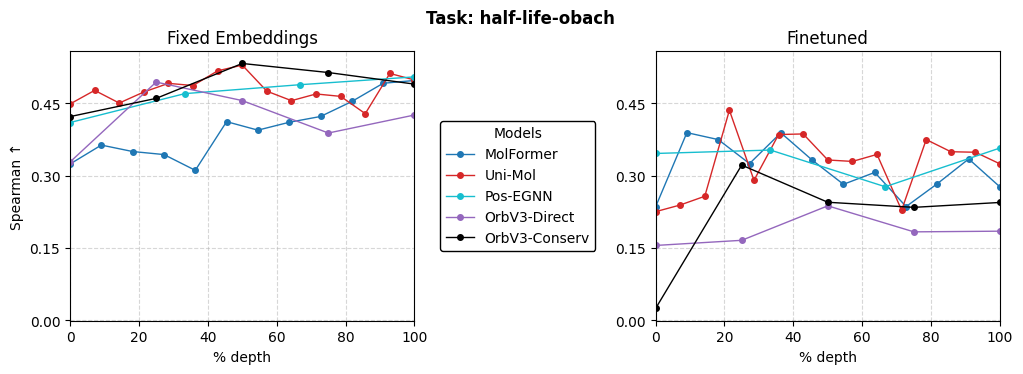 Task: half-life-obach
Fixed Embeddings
Spearman ↑
0.45
0.30
0.15
0.00
0 20 40 60 80 100
% depth
Models
MolFormer
Uni-Mol
Pos-EGNN
OrbV3-Direct
OrbV3-Conserv
Finetuned
0.45
0.30
0.15
0.00
0 20 40 60 80 100
% depth